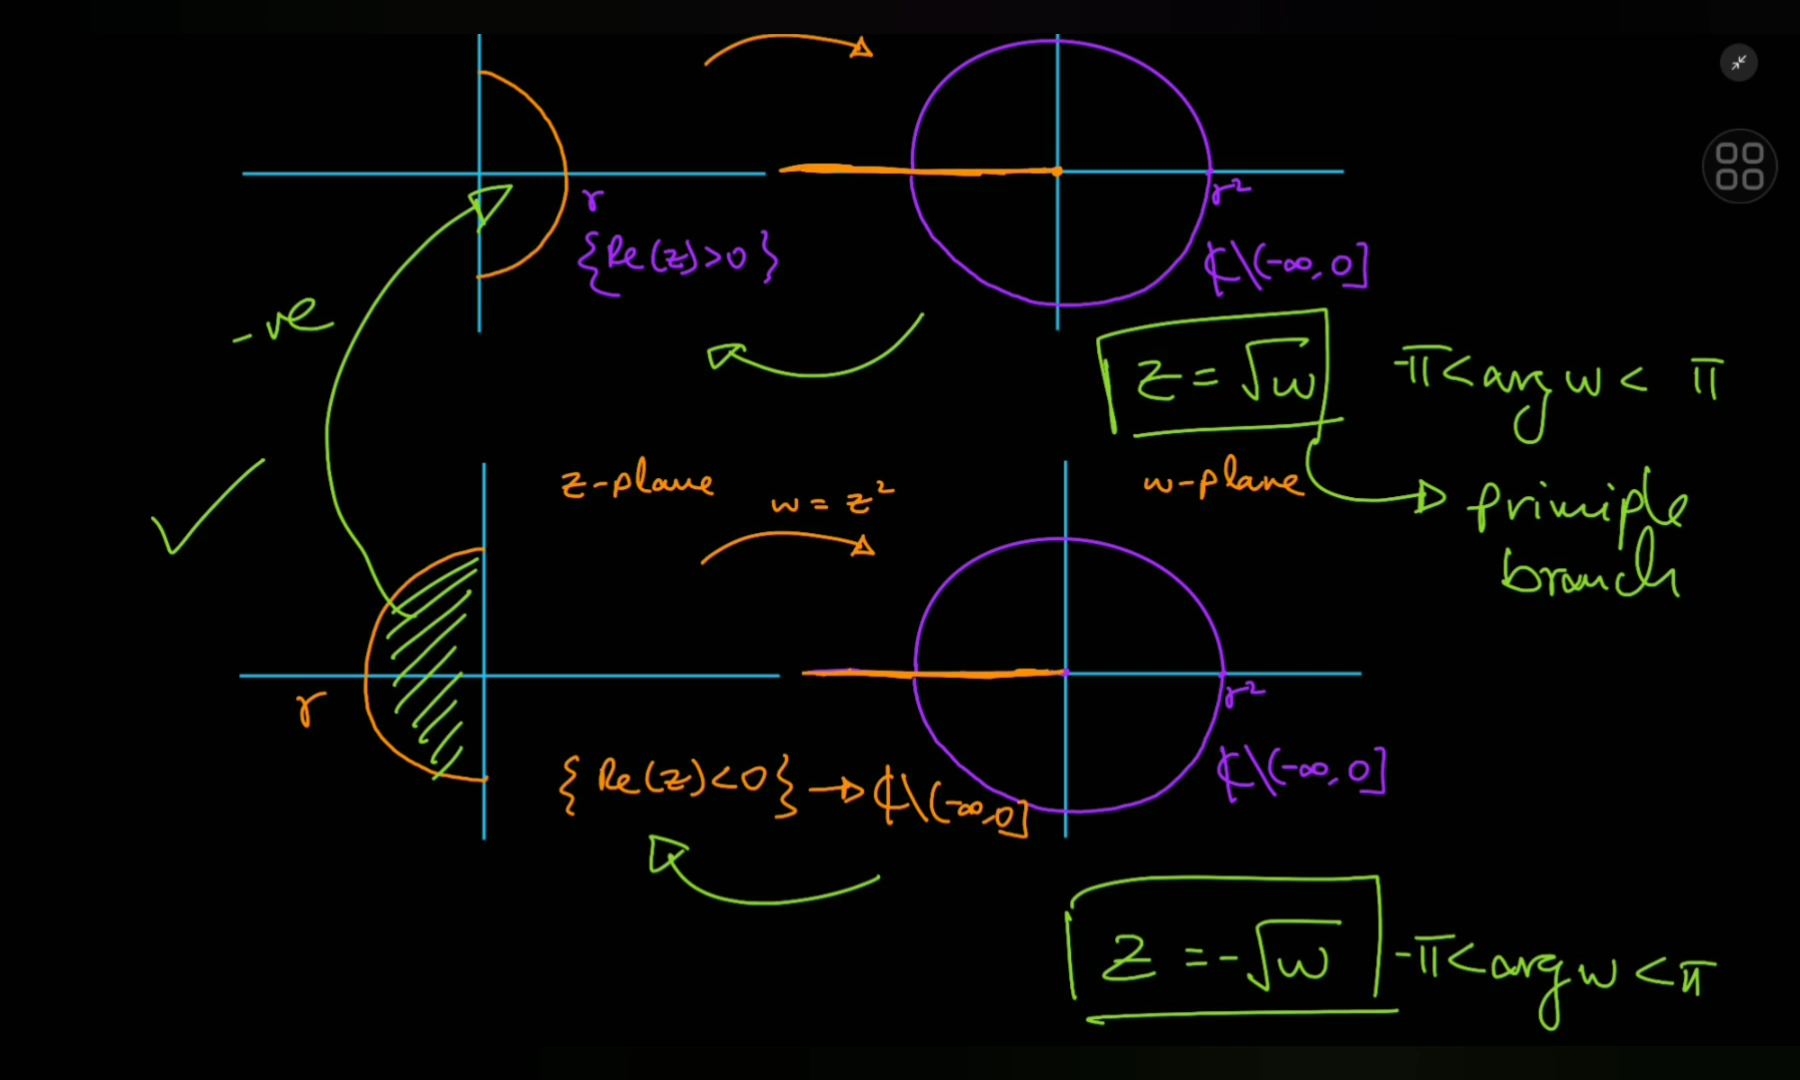 r
r²
{Re(z)>0}
ℂ\(-∞,0]
-ve
z=√w
-π<arg w< π
z-plane
w = z²
w-plane
priniple
branch
r
r²
{Re(z)<0}→ℂ\(-∞,0]
ℂ\(-∞,0]
z =-√w
-π<arg w <π